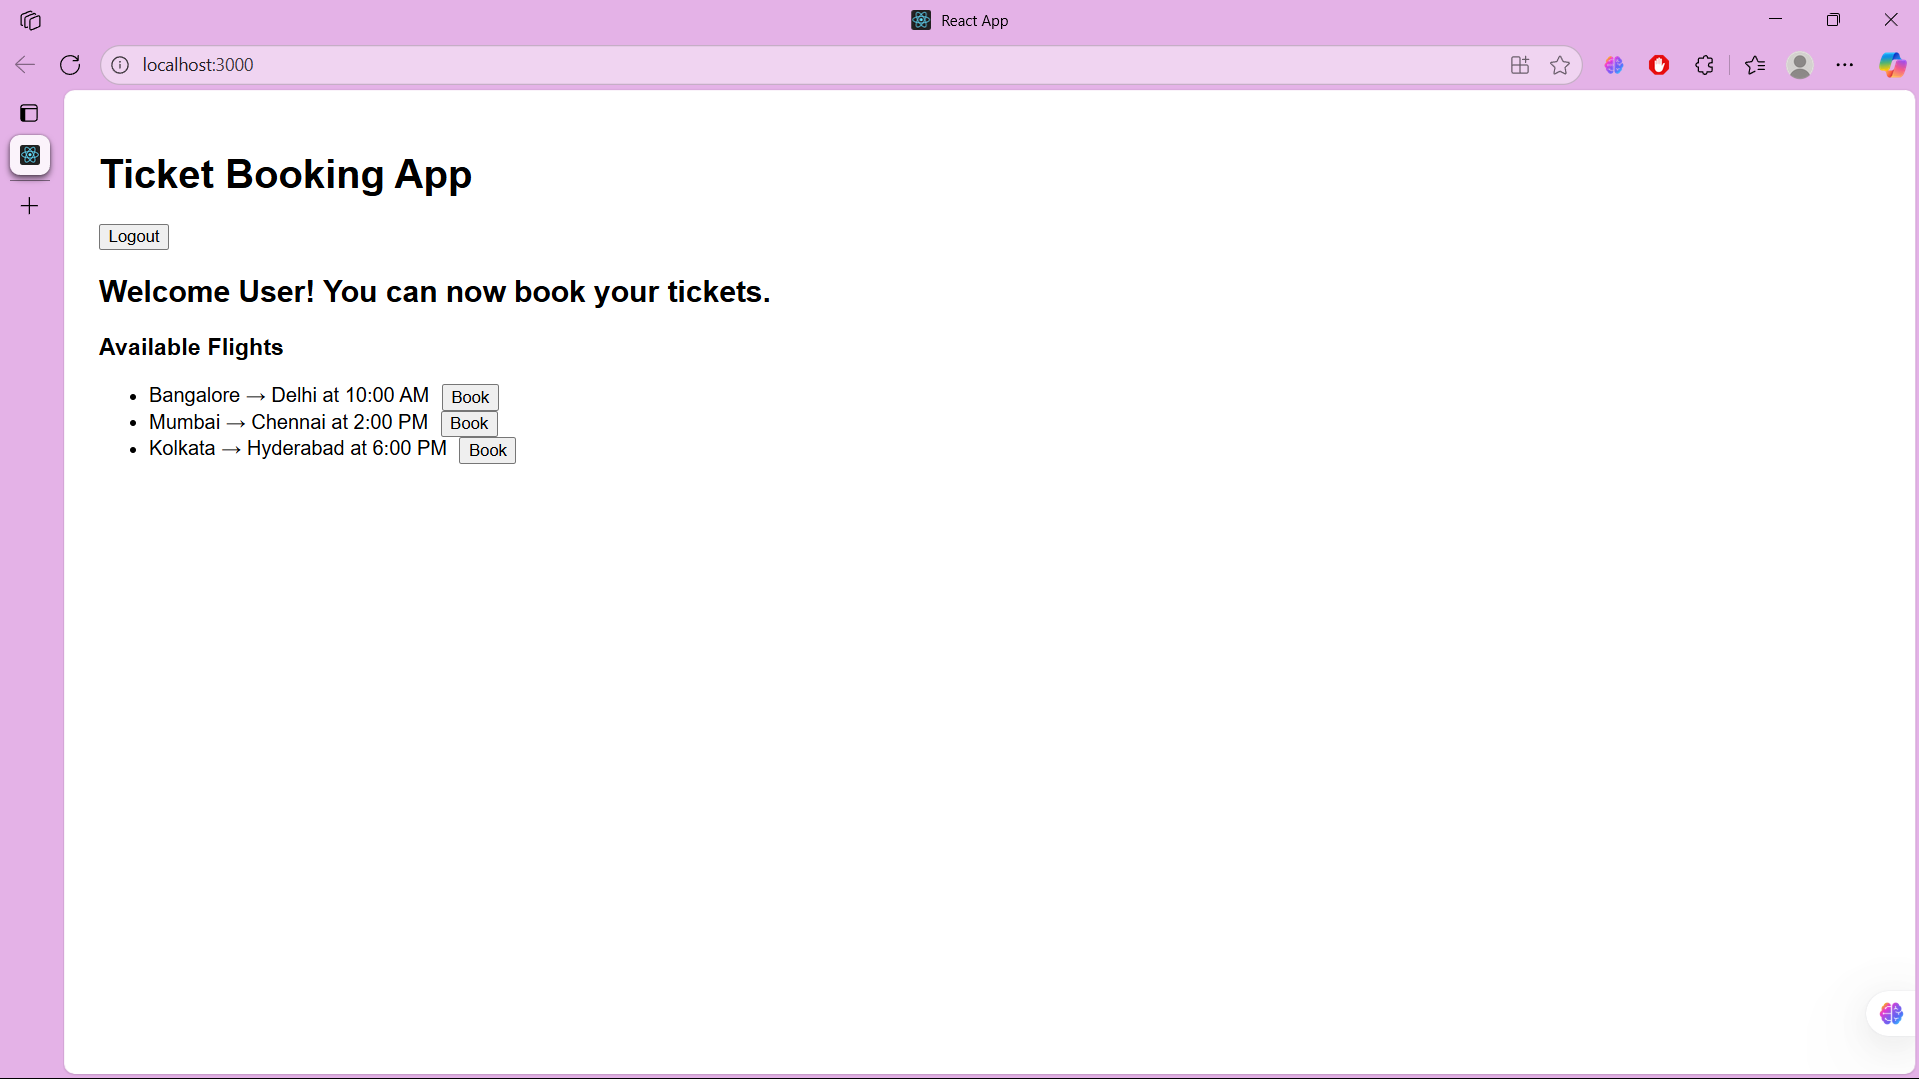 React App
localhost:3000
Ticket Booking App
Logout
Welcome User! You can now book your tickets.
Available Flights
• Bangalore → Delhi at 10:00 AM Book
• Mumbai → Chennai at 2:00 PM Book
• Kolkata → Hyderabad at 6:00 PM Book